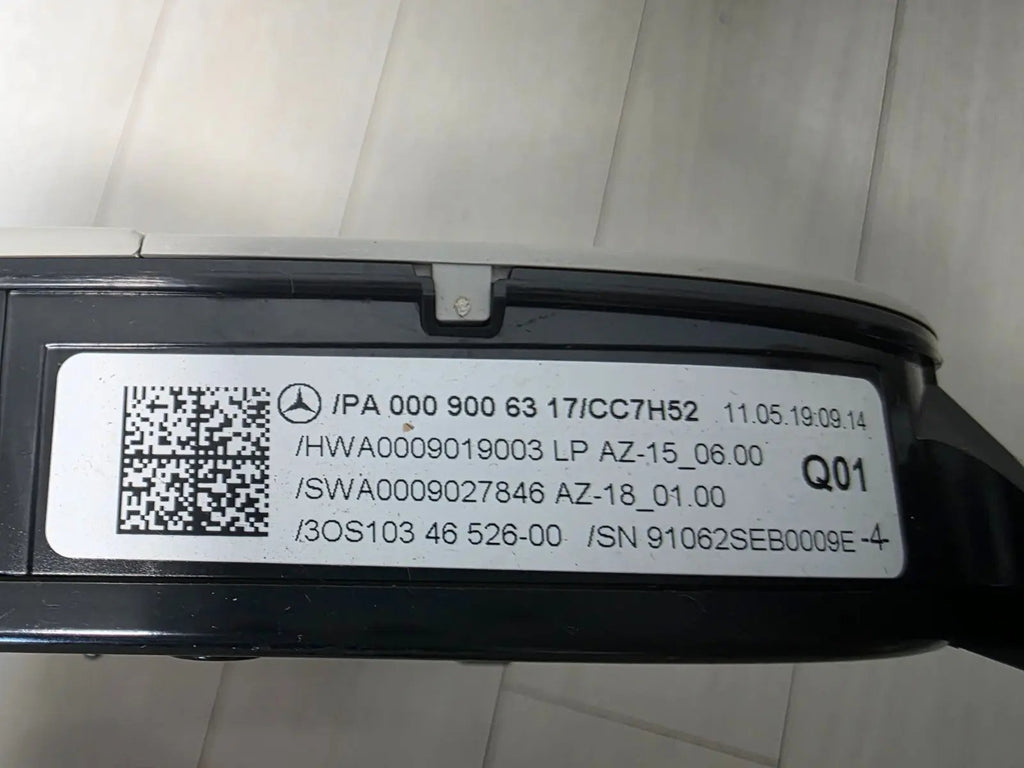 /PA 000 900 63 17/CC7H52 11.05.19:09.14
/HWA0009019003 LP AZ-15_06.00
/SWA0009027846 AZ-18_01.00 Q01
/3OS103 46 526-00 /SN 91062SEB0009E-4